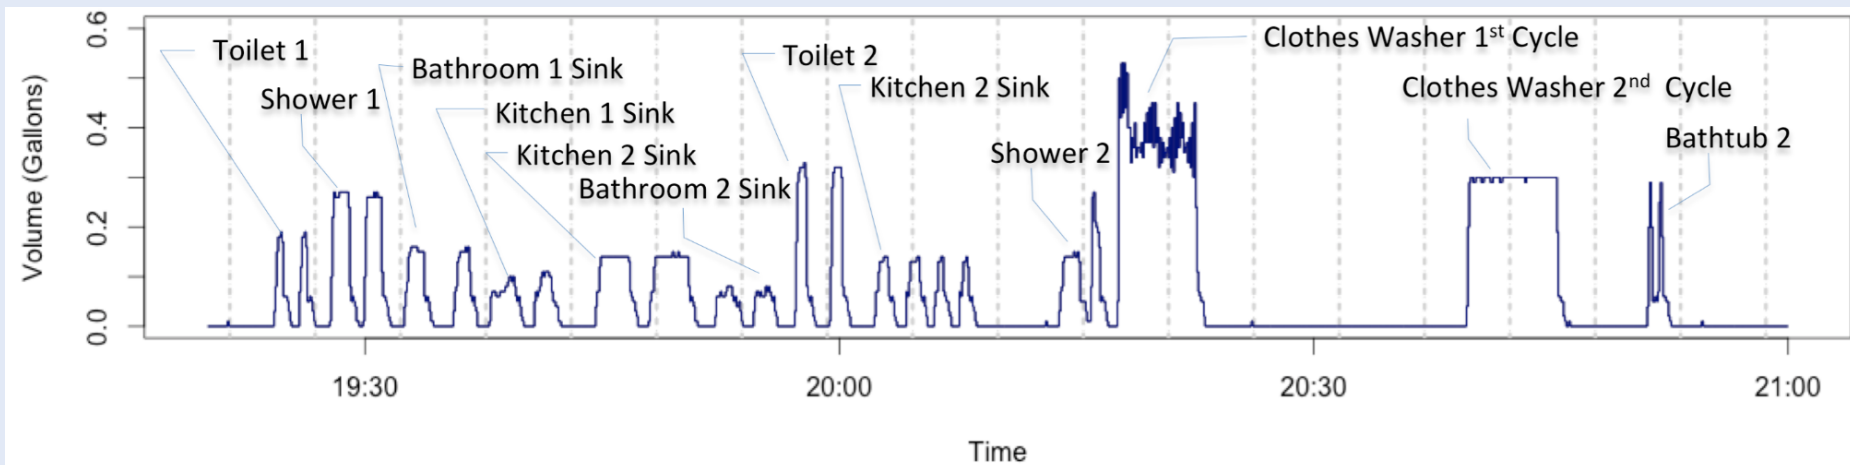 0.6
0.4
0.2
0.0
Volume (Gallons)
Toilet 1
Shower 1
Bathroom 1 Sink
Kitchen 1 Sink
Kitchen 2 Sink
Bathroom 2 Sink
Toilet 2
Kitchen 2 Sink
Shower 2
Clothes Washer 1st Cycle
Clothes Washer 2nd Cycle
Bathtub 2
19:30
20:00
20:30
21:00
Time